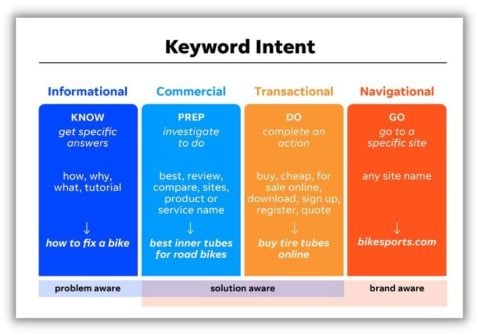 Keyword Intent
Informational
KNOW
get specific
answers
how, why,
what, tutorial
↓
how to fix a bike
Commercial
PREP
investigate
to do
best, review,
compare, sites,
product or
service name
↓
best inner tubes
for road bikes
Transactional
DO
complete an
action
buy, cheap, for
sale online,
download, sign up,
register, quote
↓
buy tire tubes
online
Navigational
GO
go to a
specific site
any site name
↓
bikesports.com
problem aware
solution aware
brand aware